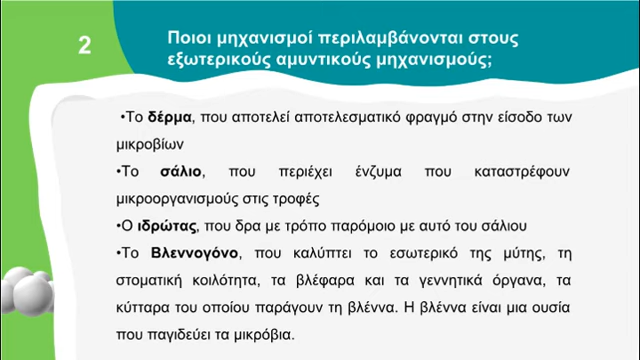 2
Ποιοι μηχανισμοί περιλαμβάνονται στους
εξωτερικούς αμυντικούς μηχανισμούς;
•Το δέρμα, που αποτελεί αποτελεσματικό φραγμό στην είσοδο των
μικροβίων
•Το σάλιο, που περιέχει ένζυμα που καταστρέφουν
μικροοργανισμούς στις τροφές
•Ο ιδρώτας, που δρα με τρόπο παρόμοιο με αυτό του σάλιου
•Το Βλεννογόνο, που καλύπτει το εσωτερικό της μύτης, τη
στοματική κοιλότητα, τα βλέφαρα και τα γεννητικά όργανα, τα
κύτταρα του οποίου παράγουν τη βλέννα. Η βλέννα είναι μια ουσία
που παγιδεύει τα μικρόβια.